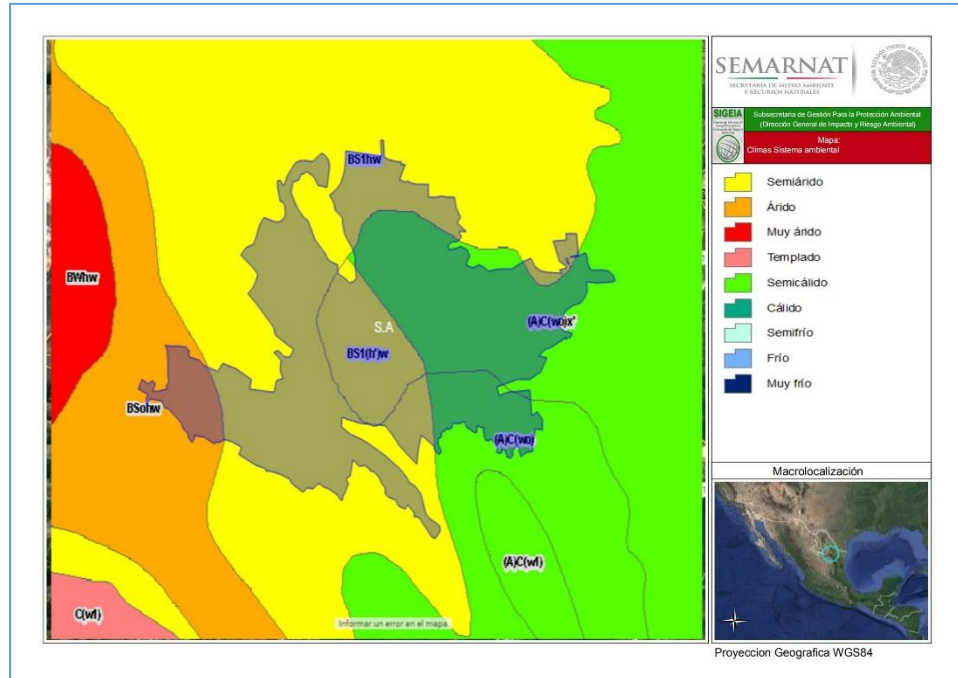 SEMARNAT
SECRETARÍA DE MEDIO AMBIENTE
Y RECURSOS NATURALES
SIGEIA
Subsecretaria de Gestión Para la Protección Ambiental
(Dirección General de Impacto y Riesgo Ambiental)
Mapa:
Climas Sistema ambiental
Semiárido
Árido
Muy árido
Templado
Semicálido
Cálido
Semifrío
Frío
Muy frío
Macrolocalización
Proyeccion Geografica WGS84
BS1hw
BWhw
(A)C(wo)x'
S.A
BS1(h')w
BSohw
(A)C(wo)
(A)C(w1)
C(w1)
Informar un error en el mapa.